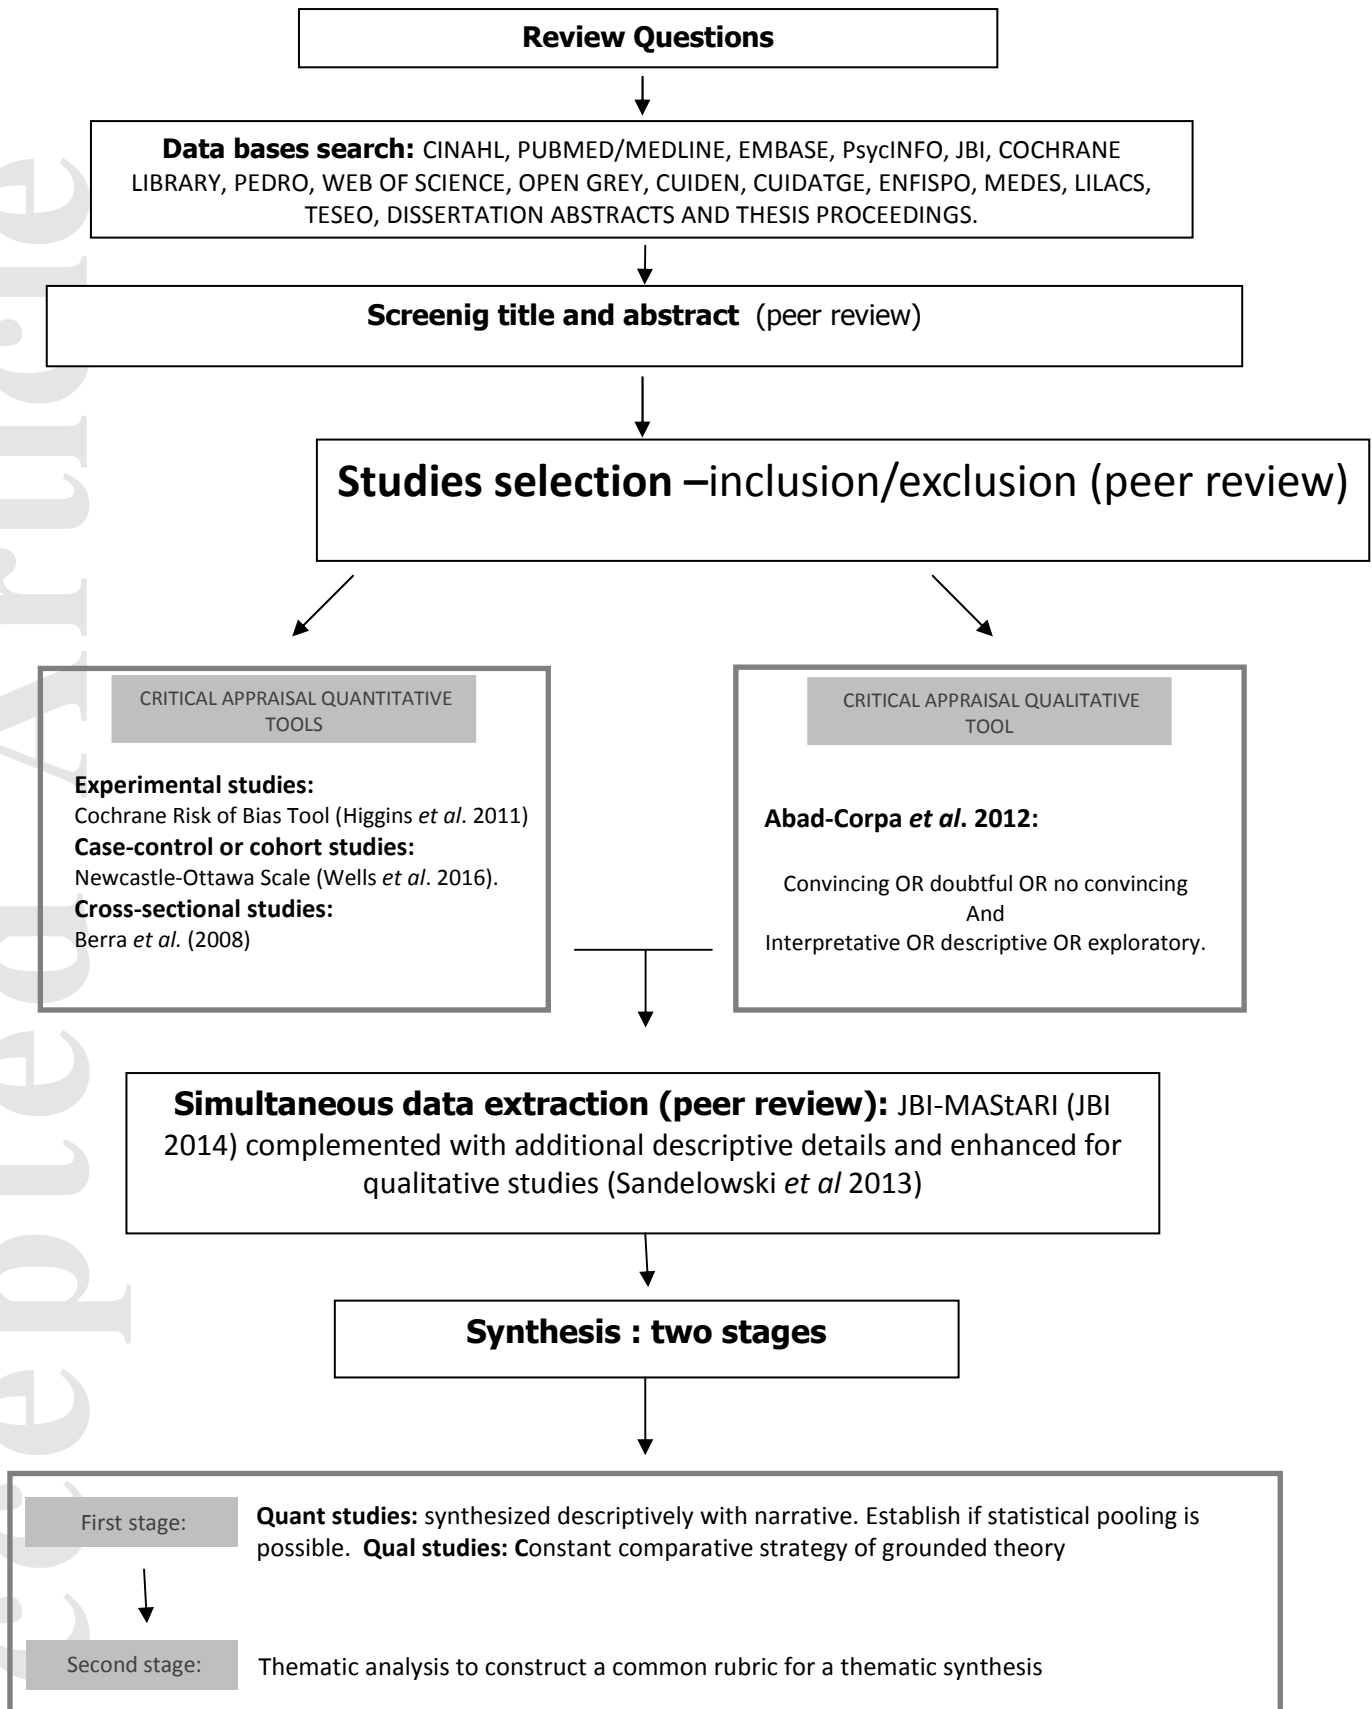 Review Questions
Data bases search: CINAHL, PUBMED/MEDLINE, EMBASE, PsycINFO, JBI, COCHRANE
LIBRARY, PEDRO, WEB OF SCIENCE, OPEN GREY, CUIDEN, CUIDATGE, ENFISPO, MEDES, LILACS,
TESEO, DISSERTATION ABSTRACTS AND THESIS PROCEEDINGS.
Screenig title and abstract (peer review)
Studies selection –inclusion/exclusion (peer review)
CRITICAL APPRAISAL QUANTITATIVE
TOOLS
Experimental studies:
Cochrane Risk of Bias Tool (Higgins et al. 2011)
Case-control or cohort studies:
Newcastle-Ottawa Scale (Wells et al. 2016).
Cross-sectional studies:
Berra et al. (2008)
CRITICAL APPRAISAL QUALITATIVE
TOOL
Abad-Corpa et al. 2012:
Convincing OR doubtful OR no convincing
And
Interpretative OR descriptive OR exploratory.
Simultaneous data extraction (peer review): JBI-MAStARI (JBI
2014) complemented with additional descriptive details and enhanced for
qualitative studies (Sandelowski et al 2013)
Synthesis : two stages
First stage:
Quant studies: synthesized descriptively with narrative. Establish if statistical pooling is
possible. Qual studies: Constant comparative strategy of grounded theory
Second stage:
Thematic analysis to construct a common rubric for a thematic synthesis
cepted Article